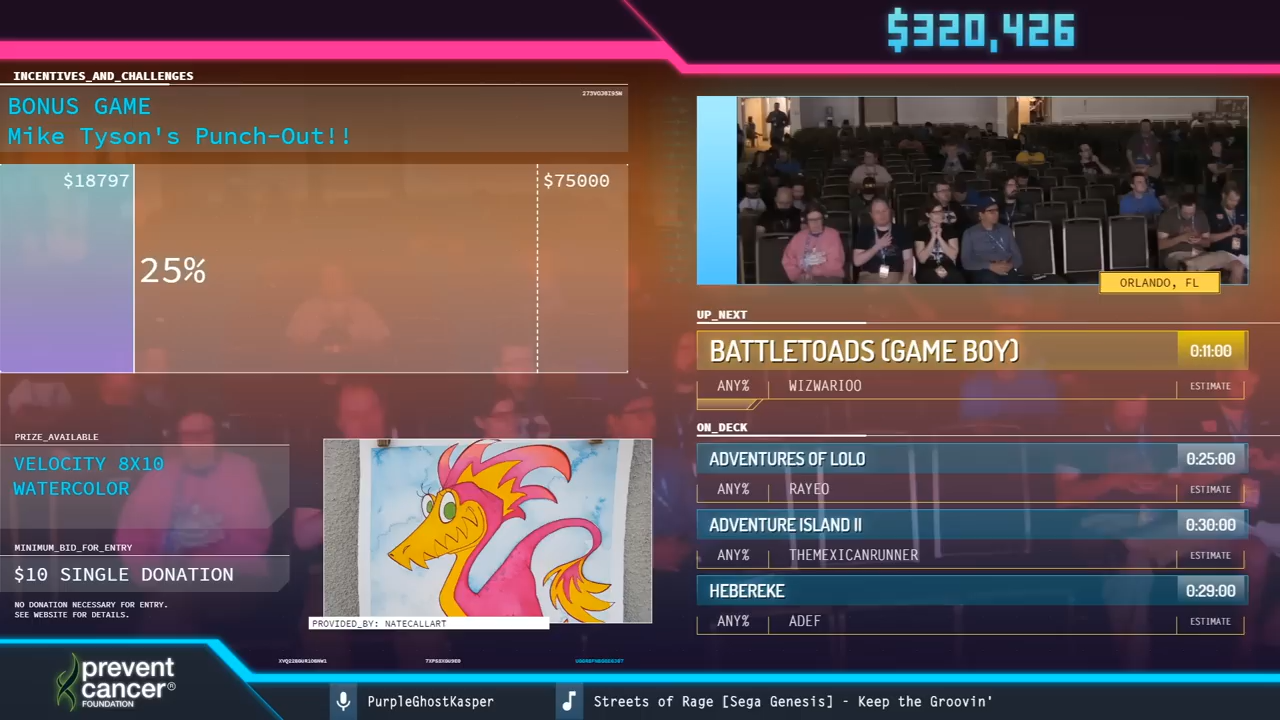 $320,426
INCENTIVES_AND_CHALLENGES
BONUS GAME
Mike Tyson's Punch-Out!!
$18797
$75000
25%
PRIZE_AVAILABLE
VELOCITY 8X10
WATERCOLOR
MINIMUM_BID_FOR_ENTRY
$10 SINGLE DONATION
NO DONATION NECESSARY FOR ENTRY.
SEE WEBSITE FOR DETAILS.
PROVIDED_BY: NATECALLART
ORLANDO, FL
UP_NEXT
BATTLETOADS (GAME BOY) 0:11:00
ANY% WIZWARIOO ESTIMATE
ON_DECK
ADVENTURES OF LOLO 0:25:00
ANY% RAYEO ESTIMATE
ADVENTURE ISLAND II 0:30:00
ANY% THEMEXICANRUNNER ESTIMATE
HEBEREKE 0:29:00
ANY% ADEF ESTIMATE
prevent
cancer®
FOUNDATION
PurpleGhostKasper
Streets of Rage [Sega Genesis] - Keep the Groovin'